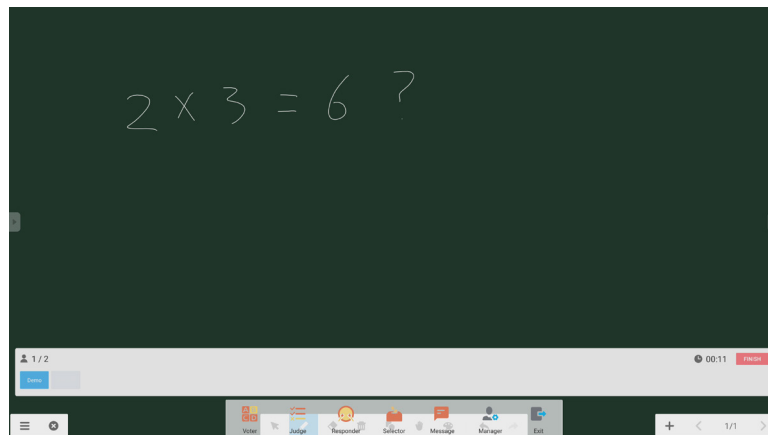 2 × 3 = 6 ?
1 / 2
00:11
FINISH
Demo
Voter
Judge
Responder
Selector
Message
Manager
Exit
1/1